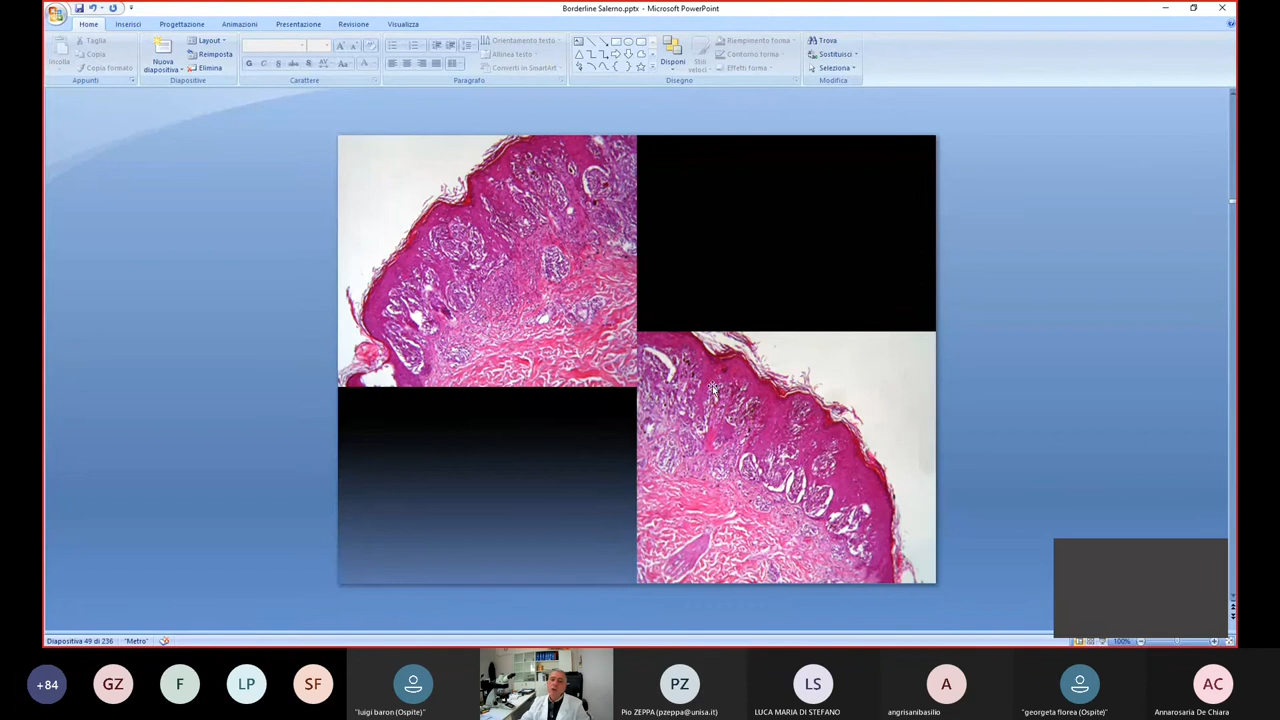 Borderline Salerno.pptx - Microsoft PowerPoint
Home Inserisci Progettazione Animazioni Presentazione Revisione Visualizza
Incolla
Taglia
Copia
Copia formato
Appunti
Nuova diapositiva
Layout
Reimposta
Elimina
Diapositive
G C S abe S AV Aa A
Carattere
Orientamento testo
Allinea testo
Converti in SmartArt
Paragrafo
Disponi
Stili veloci
Riempimento forma
Contorno forma
Effetti forma
Disegno
Trova
Sostituisci
Seleziona
Modifica
Diapositiva 49 di 236 "Metro" 100%
+84 GZ F LP SF PZ LS A AC
"luigi baron (Ospite)" Pio ZEPPA (pzeppa@unisa.it) LUCA MARIA DI STEFANO angrisanibasilio "georgeta florea (Ospite)" Annarosaria De Chiara